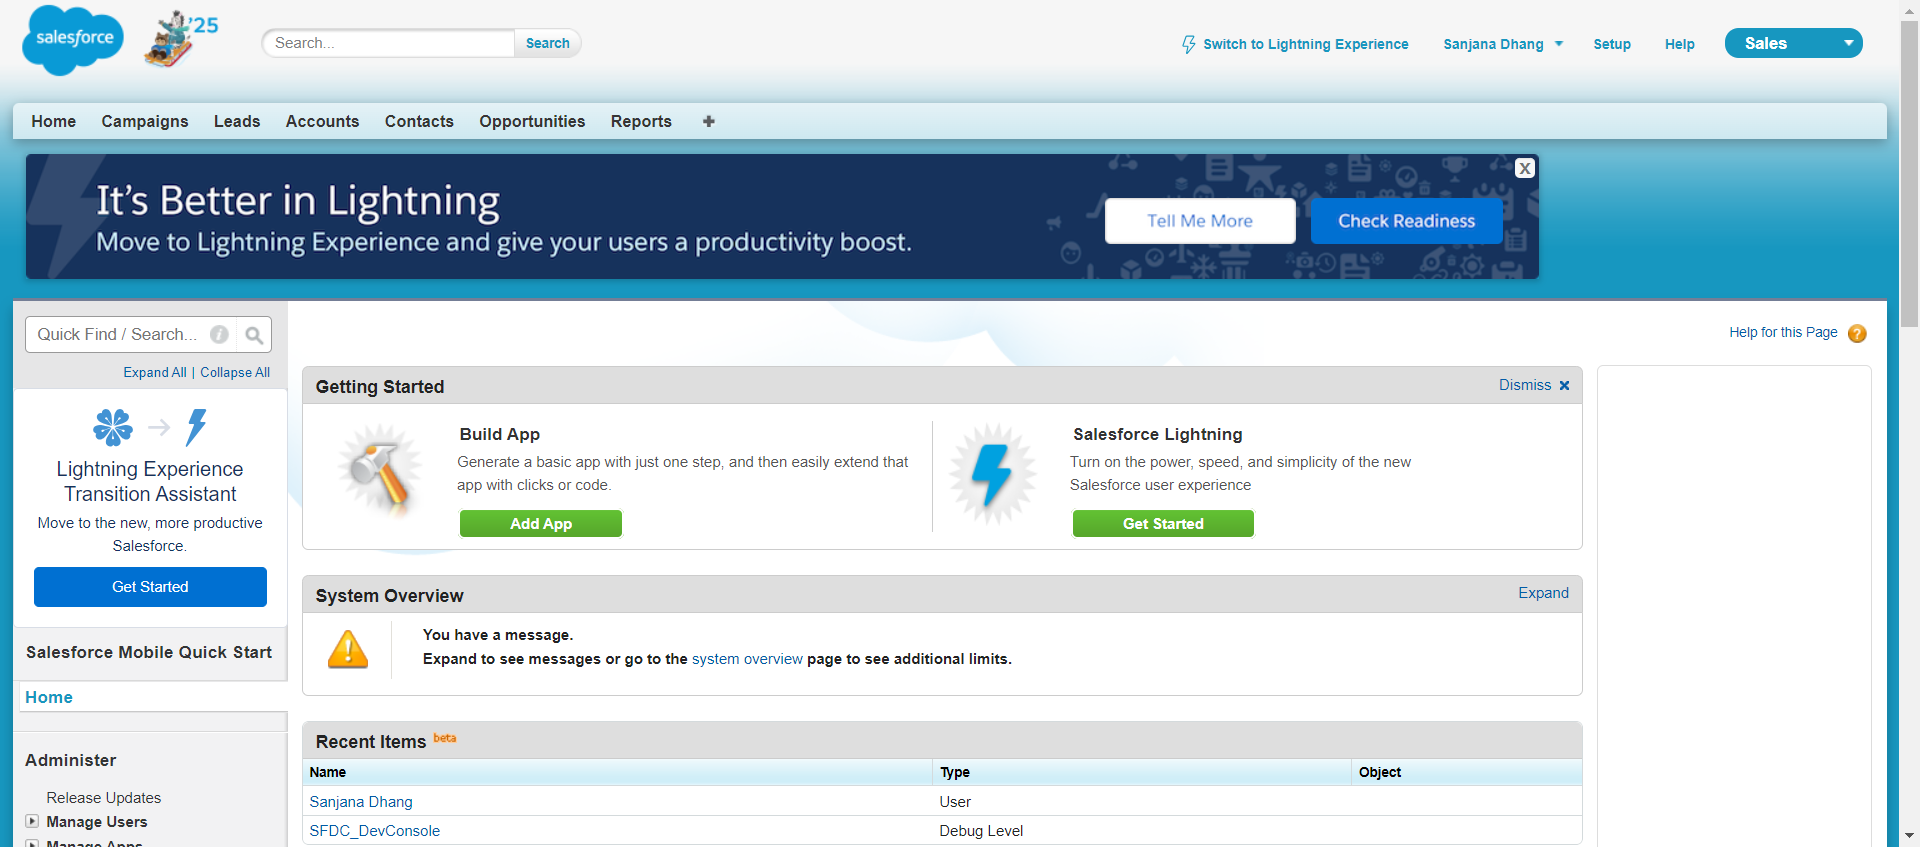 salesforce
'25
Search...
Search
Switch to Lightning Experience
Sanjana Dhang
Setup
Help
Sales
Home
Campaigns
Leads
Accounts
Contacts
Opportunities
Reports
It's Better in Lightning
Move to Lightning Experience and give your users a productivity boost.
Tell Me More
Check Readiness
X
Quick Find / Search...
Expand All | Collapse All
Lightning Experience
Transition Assistant
Move to the new, more productive
Salesforce.
Get Started
Salesforce Mobile Quick Start
Home
Administer
Release Updates
Manage Users
Manage Apps
Help for this Page ?
Getting Started
Dismiss
Build App
Generate a basic app with just one step, and then easily extend that
app with clicks or code.
Add App
Salesforce Lightning
Turn on the power, speed, and simplicity of the new
Salesforce user experience
Get Started
System Overview
Expand
You have a message.
Expand to see messages or go to the system overview page to see additional limits.
Recent Items beta
Name Type Object
Sanjana Dhang User
SFDC_DevConsole Debug Level